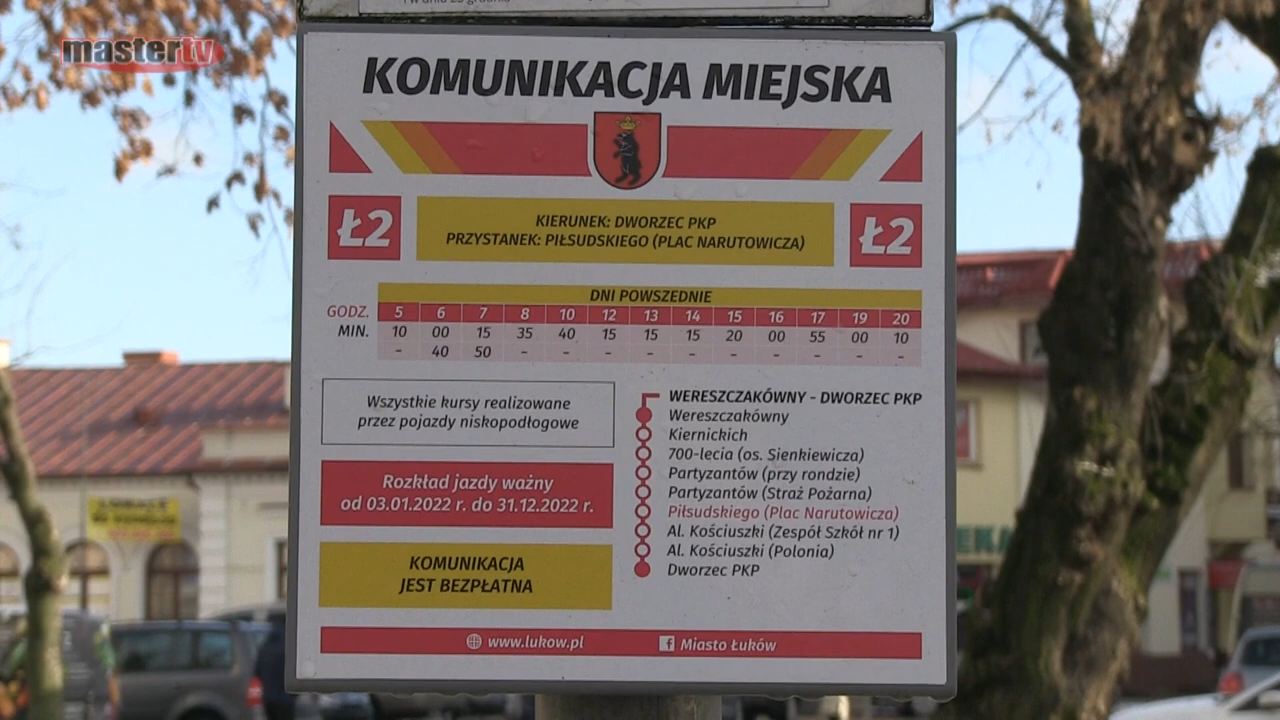 mastertv
KOMUNIKACJA MIEJSKA
Ł2
KIERUNEK: DWORZEC PKP
PRZYSTANEK: PIŁSUDSKIEGO (PLAC NARUTOWICZA)
Ł2
DNI POWSZEDNIE
GODZ. 5 6 7 8 10 12 13 14 15 16 17 19 20
MIN. 10 00 15 35 40 15 15 15 20 00 55 00 10
- 40 50 - - - - - - - - - -
Wszystkie kursy realizowane
przez pojazdy niskopodłogowe
Rozkład jazdy ważny
od 03.01.2022 r. do 31.12.2022 r.
KOMUNIKACJA
JEST BEZPŁATNA
WERESZCZAKÓWNY - DWORZEC PKP
Wereszczakówny
Kiernickich
700-lecia (os. Sienkiewicza)
Partyzantów (przy rondzie)
Partyzantów (Straż Pożarna)
Piłsudskiego (Plac Narutowicza)
Al. Kościuszki (Zespół Szkół nr 1)
Al. Kościuszki (Polonia)
Dworzec PKP
www.lukow.pl
Miasto Łuków